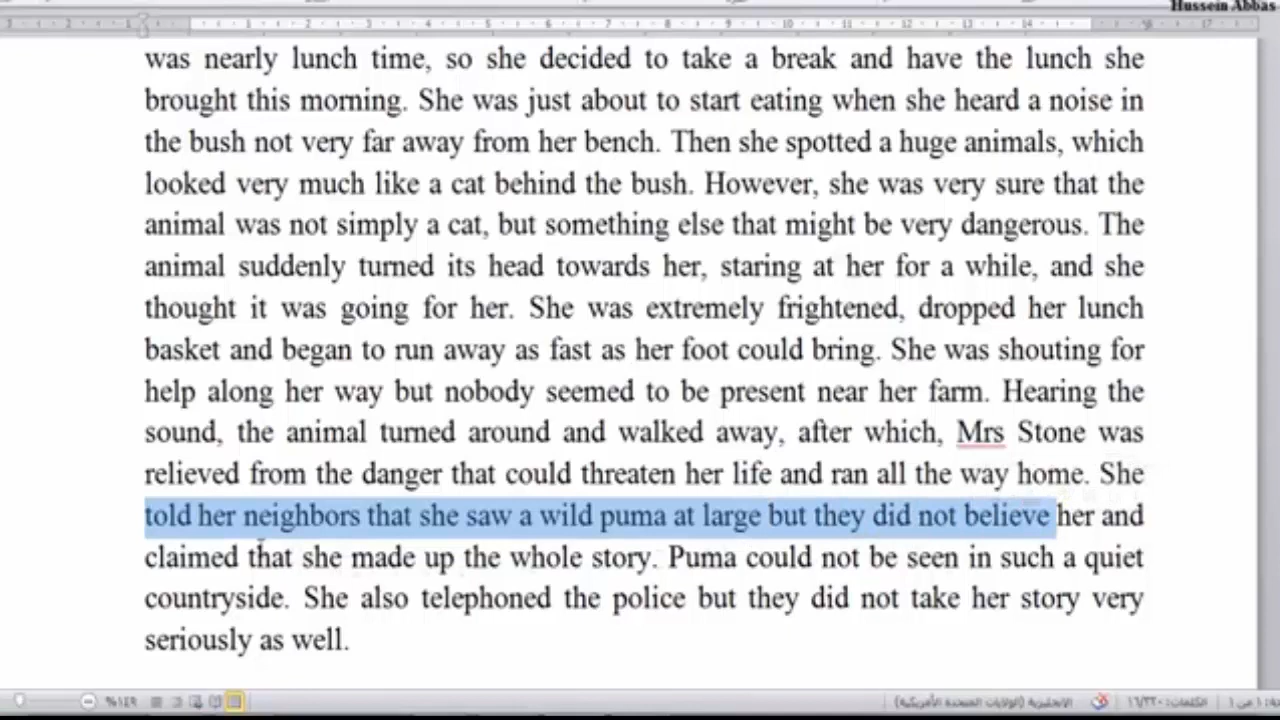 Hussein Abbas
was nearly lunch time, so she decided to take a break and have the lunch she
brought this morning. She was just about to start eating when she heard a noise in
the bush not very far away from her bench. Then she spotted a huge animals, which
looked very much like a cat behind the bush. However, she was very sure that the
animal was not simply a cat, but something else that might be very dangerous. The
animal suddenly turned its head towards her, staring at her for a while, and she
thought it was going for her. She was extremely frightened, dropped her lunch
basket and began to run away as fast as her foot could bring. She was shouting for
help along her way but nobody seemed to be present near her farm. Hearing the
sound, the animal turned around and walked away, after which, Mrs Stone was
relieved from the danger that could threaten her life and ran all the way home. She
told her neighbors that she saw a wild puma at large but they did not believe her and
claimed that she made up the whole story. Puma could not be seen in such a quiet
countryside. She also telephoned the police but they did not take her story very
seriously as well.
%١٤٩ الإنجليزية (الولايات المتحدة الأمريكية) الكلمات: ١٦/٣٢٠ ١ من ١